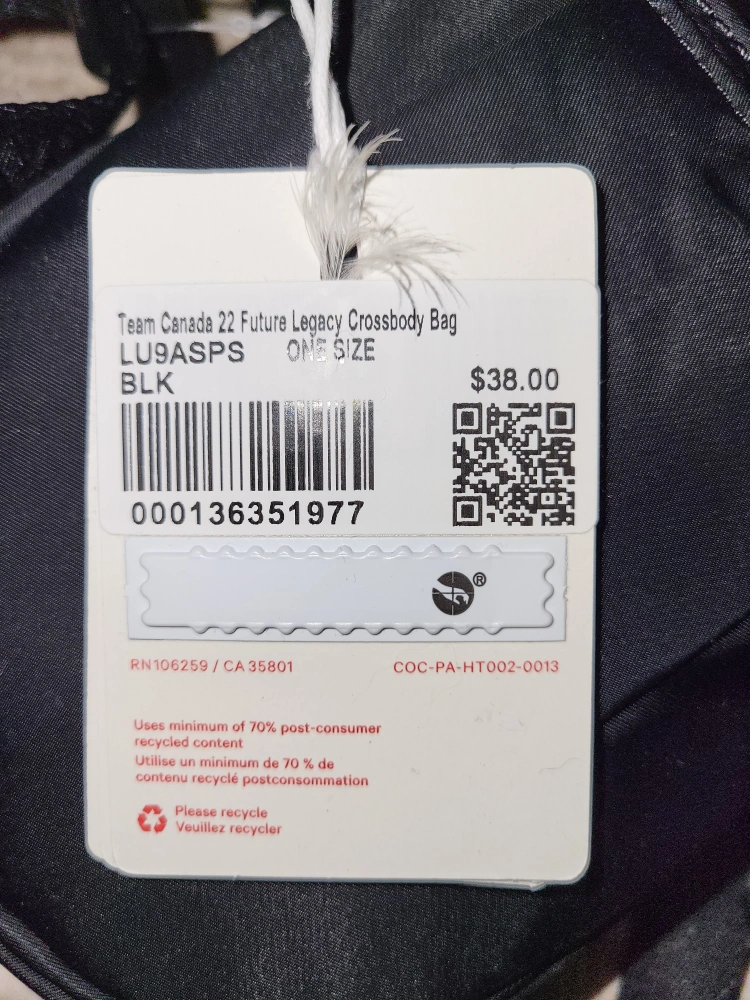 Team Canada 22 Future Legacy Crossbody Bag
LU9ASPS ONE SIZE
BLK $38.00
000136351977
®
RN106259 / CA 35801 COC-PA-HT002-0013
Uses minimum of 70% post-consumer
recycled content
Utilise un minimum de 70 % de
contenu recyclé postconsommation
Please recycle
Veuillez recycler